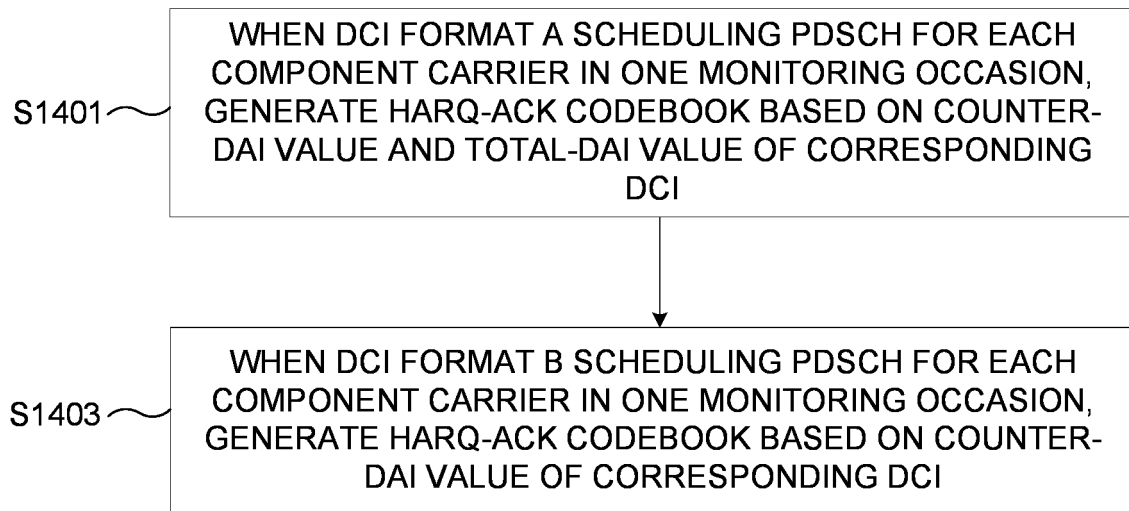 S1401
WHEN DCI FORMAT A SCHEDULING PDSCH FOR EACH
COMPONENT CARRIER IN ONE MONITORING OCCASION,
GENERATE HARQ-ACK CODEBOOK BASED ON COUNTER-
DAI VALUE AND TOTAL-DAI VALUE OF CORRESPONDING
DCI
S1403
WHEN DCI FORMAT B SCHEDULING PDSCH FOR EACH
COMPONENT CARRIER IN ONE MONITORING OCCASION,
GENERATE HARQ-ACK CODEBOOK BASED ON COUNTER-
DAI VALUE OF CORRESPONDING DCI